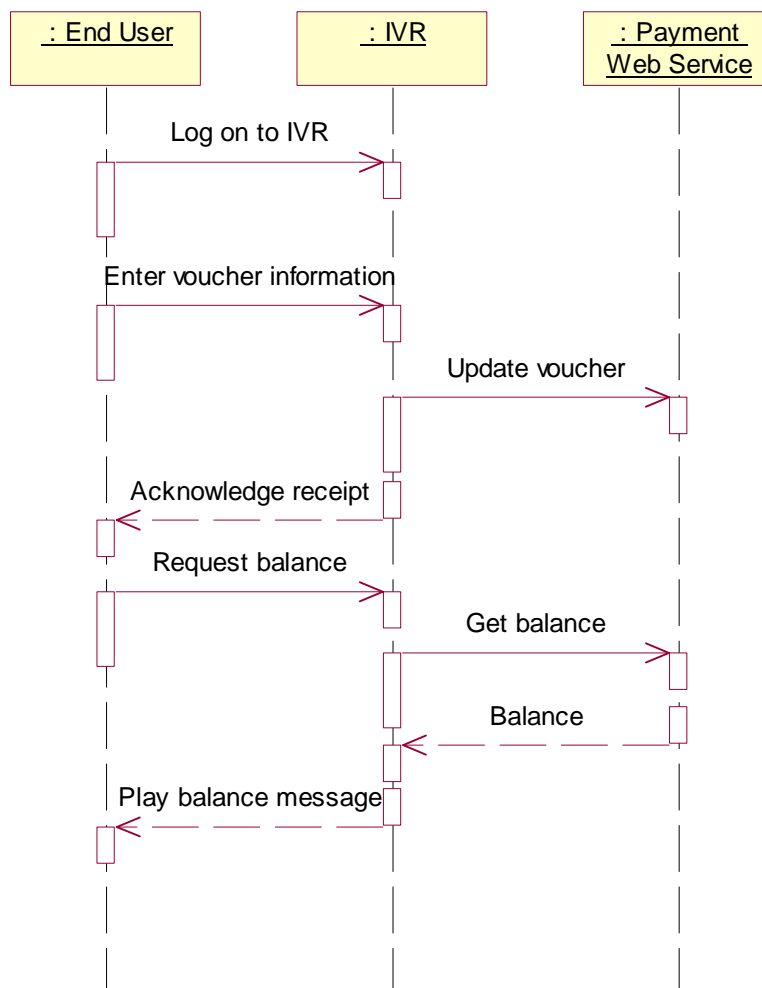 : End User
: IVR
: Payment
Web Service
Log on to IVR
Enter voucher information
Update voucher
Acknowledge receipt
Request balance
Get balance
Balance
Play balance message